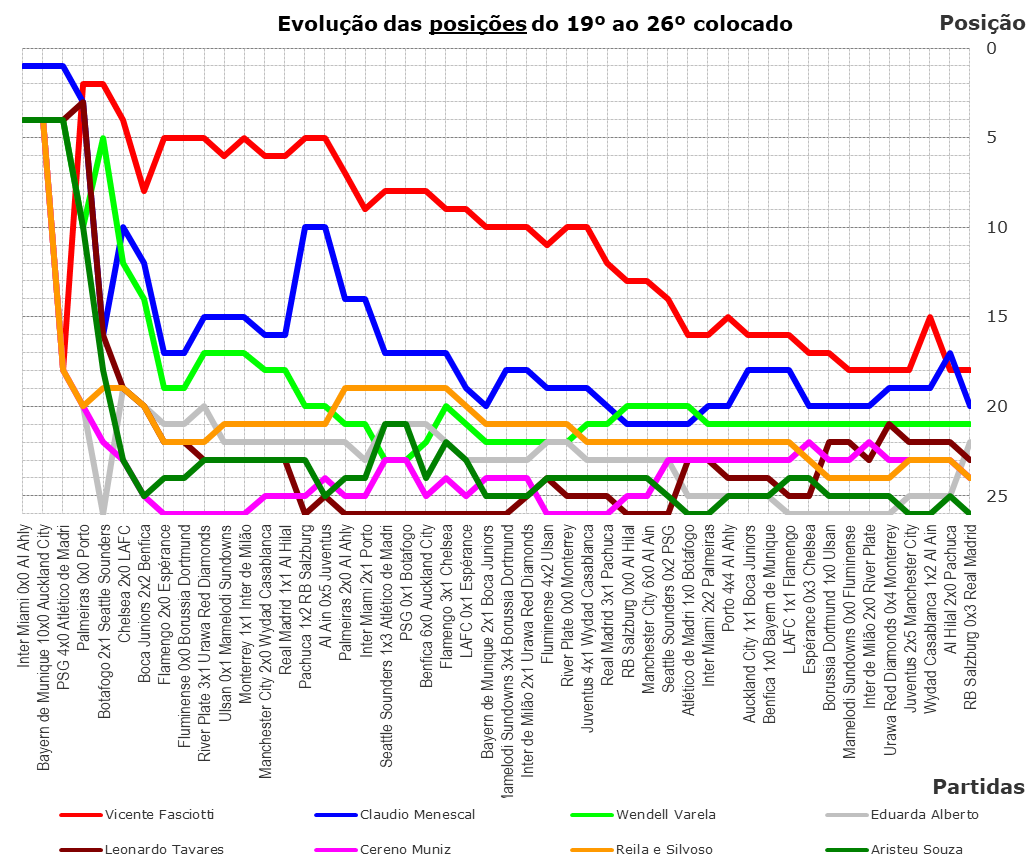 Evolução das posições do 19º ao 26º colocado
Posição
0
5
10
15
20
25
Inter Miami 0x0 Al Ahly
Bayern de Munique 10x0 Auckland City
PSG 4x0 Atlético de Madri
Palmeiras 0x0 Porto
Botafogo 2x1 Seattle Sounders
Chelsea 2x0 LAFC
Boca Juniors 2x2 Benfica
Flamengo 2x0 Espérance
Fluminense 0x0 Borussia Dortmund
River Plate 3x1 Urawa Red Diamonds
Ulsan 0x1 Mamelodi Sundowns
Monterrey 1x1 Inter de Milão
Manchester City 2x0 Wydad Casablanca
Real Madrid 1x1 Al Hilal
Pachuca 1x2 RB Salzburg
Al Ain 0x5 Juventus
Palmeiras 2x0 Al Ahly
Inter Miami 2x1 Porto
Seattle Sounders 1x3 Atlético de Madri
PSG 0x1 Botafogo
Benfica 6x0 Auckland City
Flamengo 3x1 Chelsea
LAFC 0x1 Espérance
Bayern de Munique 2x1 Boca Juniors
Mamelodi Sundowns 3x4 Borussia Dortmund
Inter de Milão 2x1 Urawa Red Diamonds
Fluminense 4x2 Ulsan
River Plate 0x0 Monterrey
Juventus 4x1 Wydad Casablanca
Real Madrid 3x1 Pachuca
RB Salzburg 0x0 Al Hilal
Manchester City 6x0 Al Ain
Seattle Sounders 0x2 PSG
Atlético de Madri 1x0 Botafogo
Inter Miami 2x2 Palmeiras
Porto 4x4 Al Ahly
Auckland City 1x1 Boca Juniors
Benfica 1x0 Bayern de Munique
LAFC 1x1 Flamengo
Espérance 0x3 Chelsea
Borussia Dortmund 1x0 Ulsan
Mamelodi Sundowns 0x0 Fluminense
Inter de Milão 2x0 River Plate
Urawa Red Diamonds 0x4 Monterrey
Juventus 2x5 Manchester City
Wydad Casablanca 1x2 Al Ain
Al Hilal 2x0 Pachuca
RB Salzburg 0x3 Real Madrid
Partidas
Vicente Fasciotti
Claudio Menescal
Wendell Varela
Eduarda Alberto
Leonardo Tavares
Cereno Muniz
Reila e Silvoso
Aristeu Souza